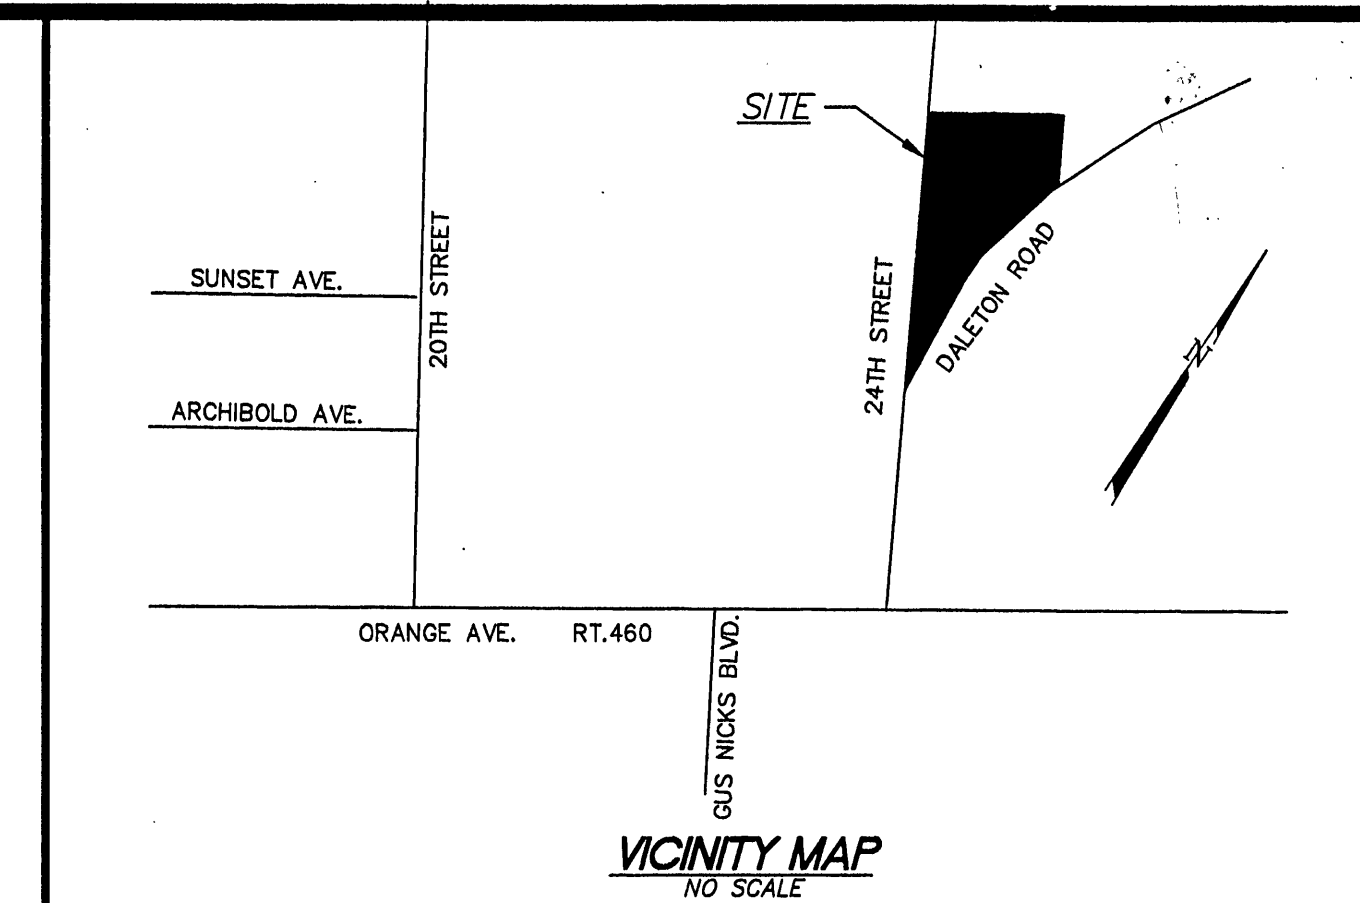 SITE
20TH STREET
SUNSET AVE.
24TH STREET
DALETON ROAD
N
ARCHIBOLD AVE.
ORANGE AVE. RT.460
GUS NICKS BLVD.
VICINITY MAP
NO SCALE